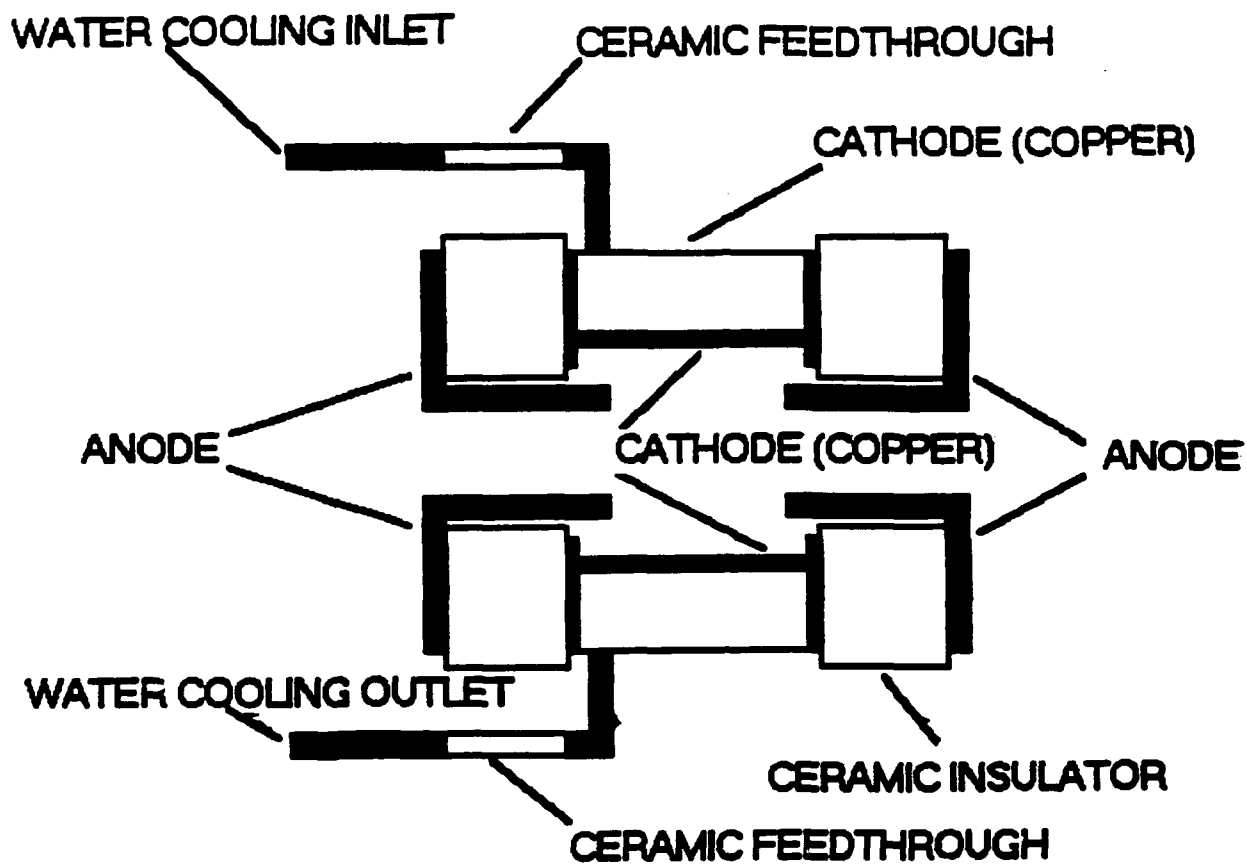 WATER COOLING INLET
CERAMIC FEEDTHROUGH
CATHODE (COPPER)
ANODE
CATHODE (COPPER)
ANODE
WATER COOLING OUTLET
CERAMIC INSULATOR
CERAMIC FEEDTHROUGH